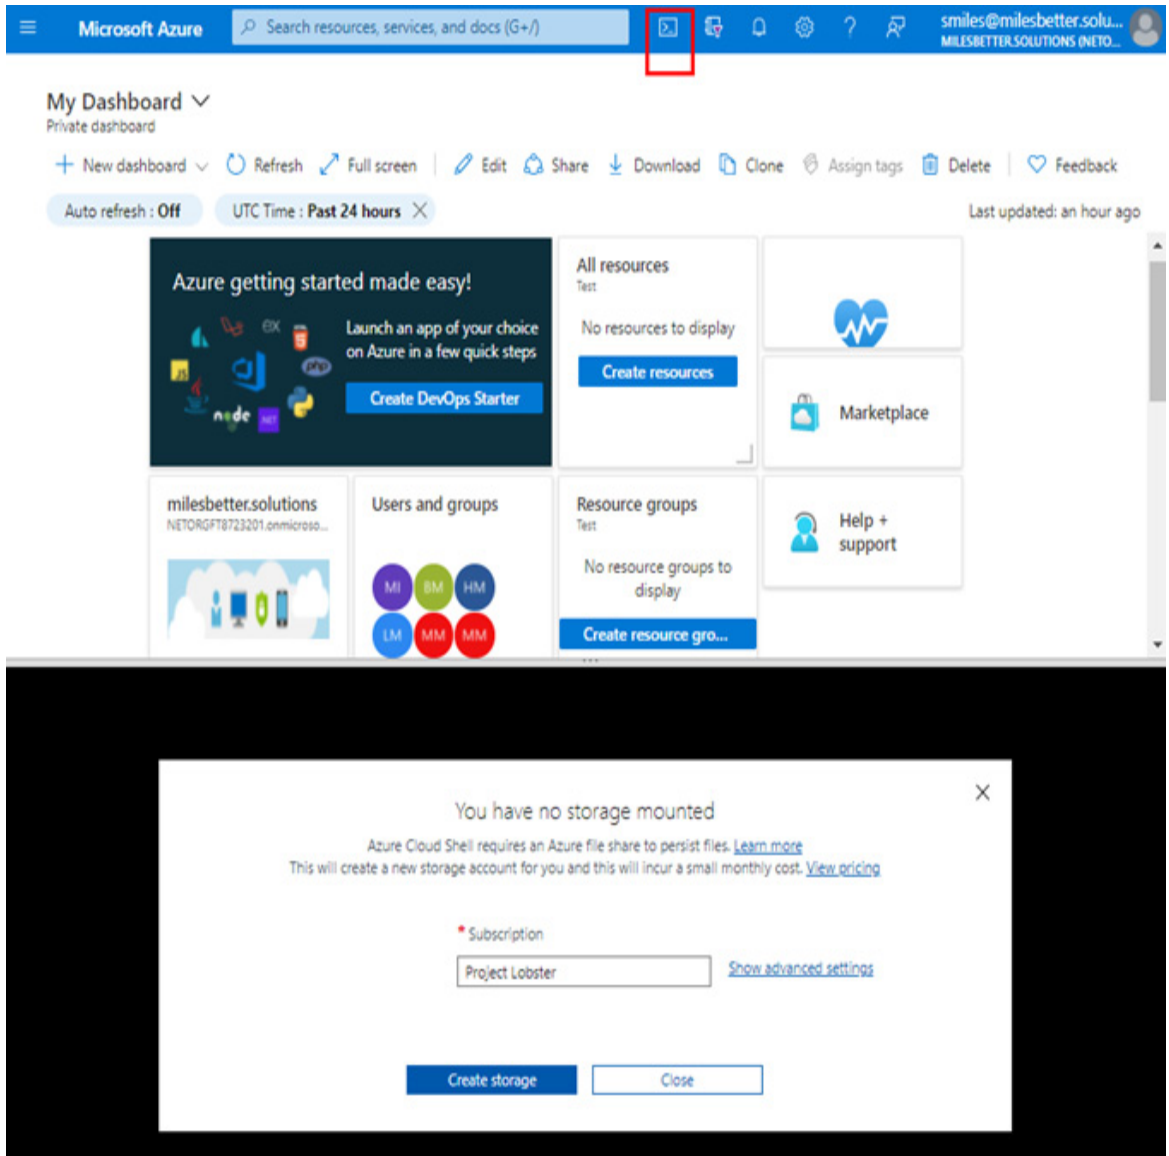 Microsoft Azure
Search resources, services, and docs (G+/)
smiles@milesbetter.solu...
MILESBETTER.SOLUTIONS (NETO...
My Dashboard
Private dashboard
New dashboard Refresh Full screen Edit Share Download Clone Assign tags Delete Feedback
Auto refresh : Off
UTC Time : Past 24 hours
Last updated: an hour ago
Azure getting started made easy!
Launch an app of your choice
on Azure in a few quick steps
Create DevOps Starter
JS
ex
5
php
node
.NET
All resources
Test
No resources to display
Create resources
Marketplace
milesbetter.solutions
NETORGFT8723201.onmicroso...
Users and groups
MI BM HM
LM MM MM
Resource groups
Test
No resource groups to
display
Create resource gro...
Help +
support
You have no storage mounted
Azure Cloud Shell requires an Azure file share to persist files. Learn more
This will create a new storage account for you and this will incur a small monthly cost. View pricing
* Subscription
Project Lobster
Show advanced settings
Create storage
Close